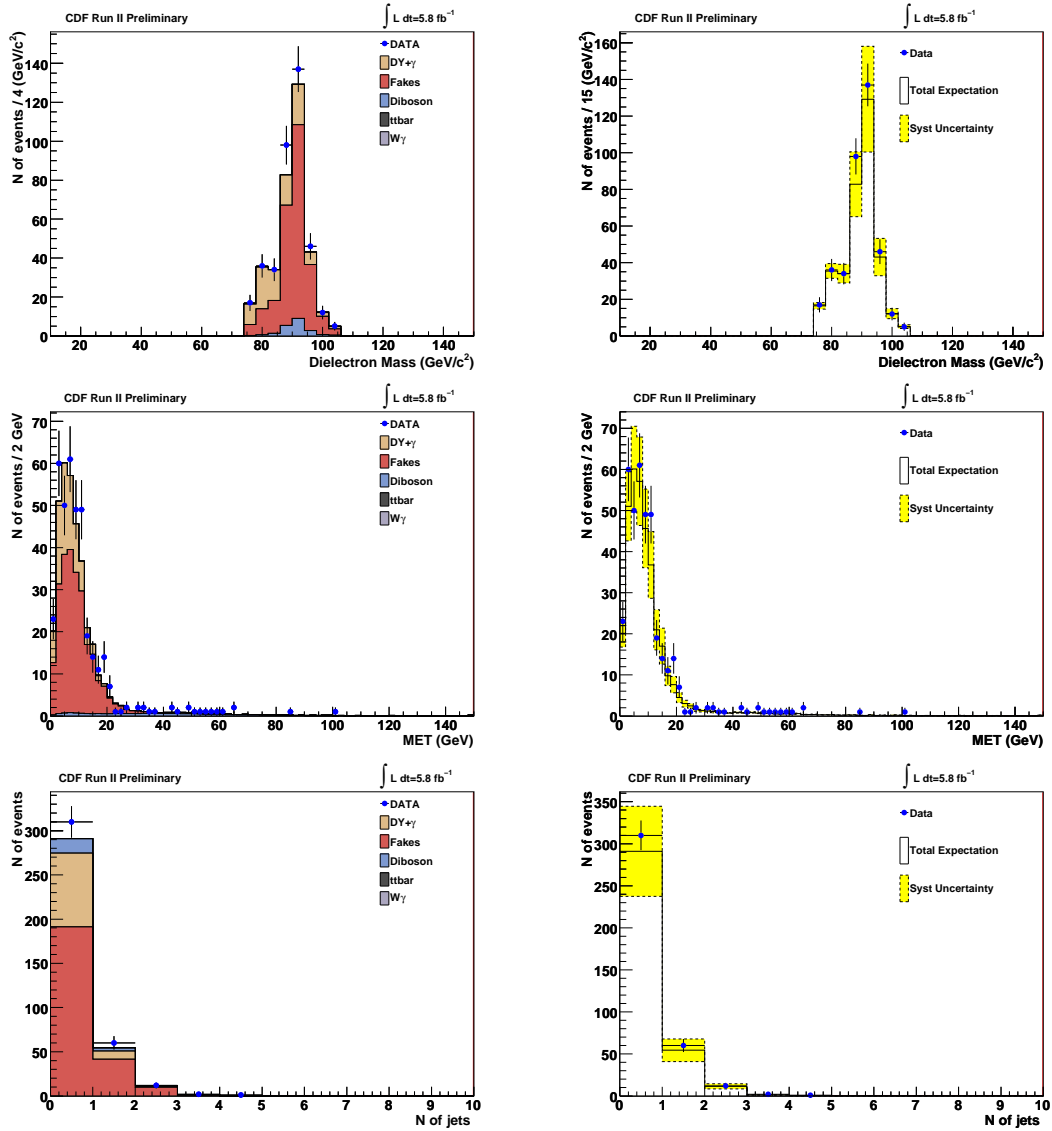 CDF Run II Preliminary
∫ L dt=5.8 fb⁻¹
N of events / 4 (GeV/c²)
140
120
100
80
60
40
20
0
DATA
DY+γ
Fakes
Diboson
ttbar
Wγ
20 40 60 80 100 120 140
Dielectron Mass (GeV/c²)
CDF Run II Preliminary
∫ L dt=5.8 fb⁻¹
N of events / 15 (GeV/c²)
160
140
120
100
80
60
40
20
0
Data
Total Expectation
Syst Uncertainty
20 40 60 80 100 120 140
Dielectron Mass (GeV/c²)
CDF Run II Preliminary
∫ L dt=5.8 fb⁻¹
N of events / 2 GeV
70
60
50
40
30
20
10
0
DATA
DY+γ
Fakes
Diboson
ttbar
Wγ
0 20 40 60 80 100 120 140
MET (GeV)
CDF Run II Preliminary
∫ L dt=5.8 fb⁻¹
N of events / 2 GeV
70
60
50
40
30
20
10
0
Data
Total Expectation
Syst Uncertainty
0 20 40 60 80 100 120 140
MET (GeV)
CDF Run II Preliminary
∫ L dt=5.8 fb⁻¹
N of events
300
250
200
150
100
50
0
DATA
DY+γ
Fakes
Diboson
ttbar
Wγ
0 1 2 3 4 5 6 7 8 9 10
N of jets
CDF Run II Preliminary
∫ L dt=5.8 fb⁻¹
N of events
350
300
250
200
150
100
50
0
Data
Total Expectation
Syst Uncertainty
0 1 2 3 4 5 6 7 8 9 10
N of jets